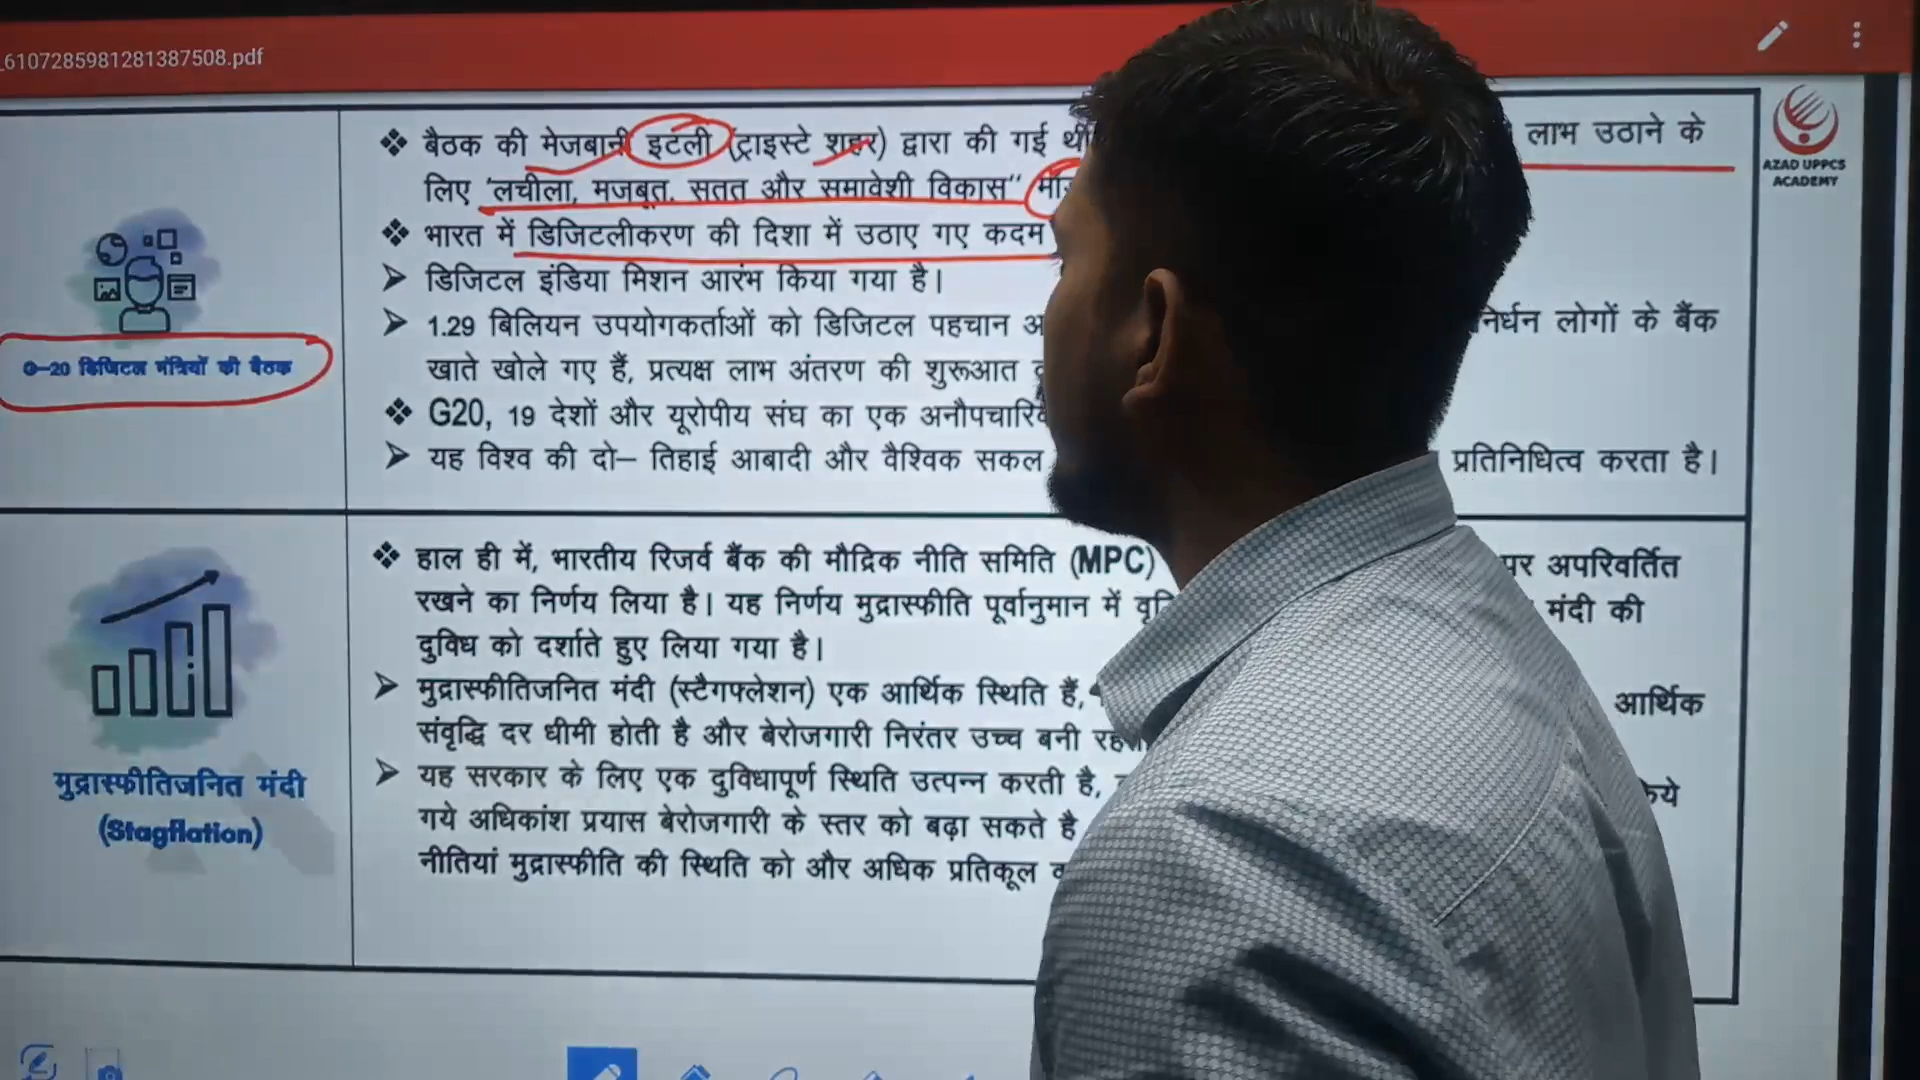 _6107285981281387508.pdf
AZAD UPPCS
ACADEMY
G-20 डिजिटल मंत्रियों की बैठक
❖ बैठक की मेजबानी इटली (ट्राइस्टे शहर) द्वारा की गई थी लाभ उठाने के
लिए 'लचीला, मजबूत. सतत और समावेशी विकास"
❖ भारत में डिजिटलीकरण की दिशा में उठाए गए कदम
➢ डिजिटल इंडिया मिशन आरंभ किया गया है।
➢ 1.29 बिलियन उपयोगकर्ताओं को डिजिटल पहचान निर्धन लोगों के बैंक
खाते खोले गए हैं, प्रत्यक्ष लाभ अंतरण की शुरूआत
❖ G20, 19 देशों और यूरोपीय संघ का एक
➢ यह विश्व की दो– तिहाई आबादी और वैश्विक सकल प्रतिनिधित्व करता है।
मुद्रास्फीतिजनित मंदी
(Stagflation)
❖ हाल ही में, भारतीय रिजर्व बैंक की मौद्रिक नीति समिति (MPC) पर अपरिवर्तित
रखने का निर्णय लिया है। यह निर्णय मुद्रास्फीति पूर्वानुमान में मंदी की
दुविध को दर्शाते हुए लिया गया है।
➢ मुद्रास्फीतिजनित मंदी (स्टैगफ्लेशन) एक आर्थिक स्थिति हैं, आर्थिक
संवृद्धि दर धीमी होती है और बेरोजगारी निरंतर उच्च बनी
➢ यह सरकार के लिए एक दुविधापूर्ण स्थिति उत्पन्न करती है,
गये अधिकांश प्रयास बेरोजगारी के स्तर को बढ़ा सकते है
नीतियां मुद्रास्फीति की स्थिति को और अधिक प्रतिकूल